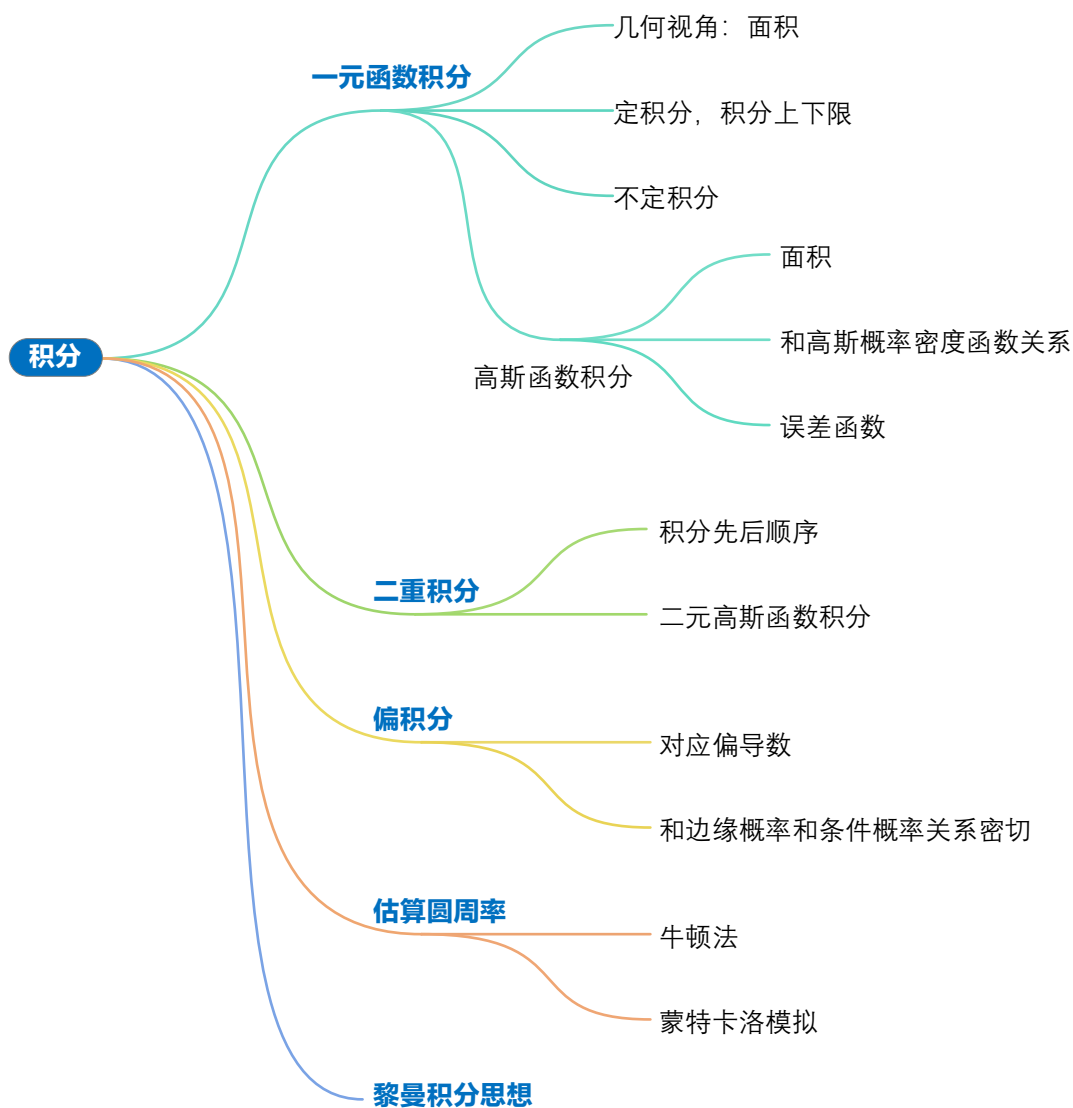 积分
一元函数积分
几何视角：面积
定积分，积分上下限
不定积分
高斯函数积分
面积
和高斯概率密度函数关系
误差函数
二重积分
积分先后顺序
二元高斯函数积分
偏积分
对应偏导数
和边缘概率和条件概率关系密切
估算圆周率
牛顿法
蒙特卡洛模拟
黎曼积分思想